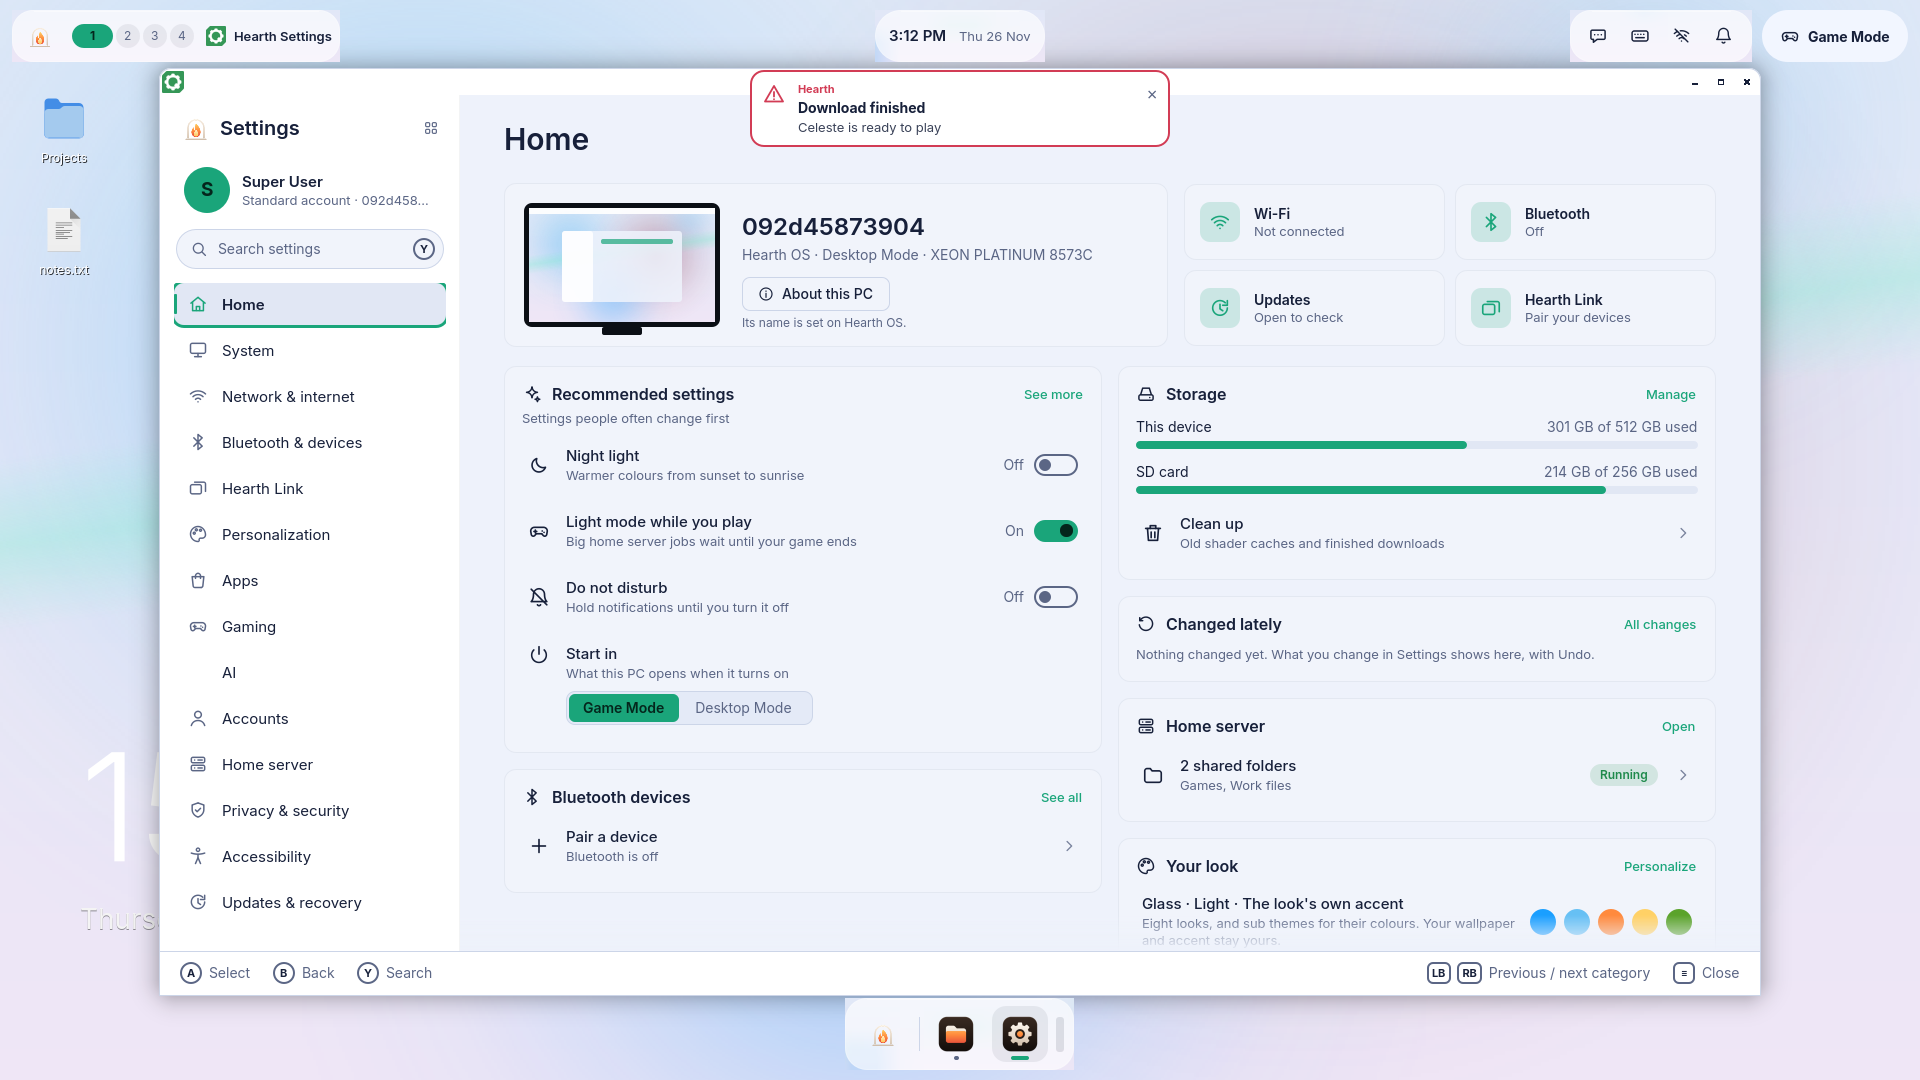 1 2 3 4 Hearth Settings
3:12 PM Thu 26 Nov
Game Mode
Projects
notes.txt
Hearth
Download finished
Celeste is ready to play
Settings
S
Super User
Standard account · 092d458...
Search settings Y
Home
System
Network & internet
Bluetooth & devices
Hearth Link
Personalization
Apps
Gaming
AI
Accounts
Home server
Privacy & security
Accessibility
Updates & recovery
Home
092d45873904
Hearth OS · Desktop Mode · XEON PLATINUM 8573C
About this PC
Its name is set on Hearth OS.
Wi-Fi
Not connected
Bluetooth
Off
Updates
Open to check
Hearth Link
Pair your devices
Recommended settings See more
Settings people often change first
Night light
Warmer colours from sunset to sunrise
Off
Light mode while you play
Big home server jobs wait until your game ends
On
Do not disturb
Hold notifications until you turn it off
Off
Start in
What this PC opens when it turns on
Game Mode Desktop Mode
Bluetooth devices See all
Pair a device
Bluetooth is off
Storage Manage
This device 301 GB of 512 GB used
SD card 214 GB of 256 GB used
Clean up
Old shader caches and finished downloads
Changed lately All changes
Nothing changed yet. What you change in Settings shows here, with Undo.
Home server Open
2 shared folders
Games, Work files
Running
Your look Personalize
Glass · Light · The look's own accent
Eight looks, and sub themes for their colours. Your wallpaper
and accent stay yours.
A Select B Back Y Search
LB RB Previous / next category Close